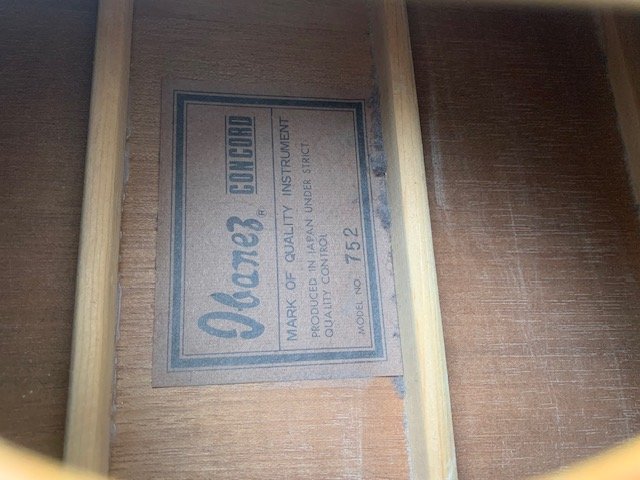 Ibanez ® CONCORD
MARK OF QUALITY INSTRUMENT
PRODUCED IN JAPAN UNDER STRICT
QUALITY CONTROL
MODEL NO. 752